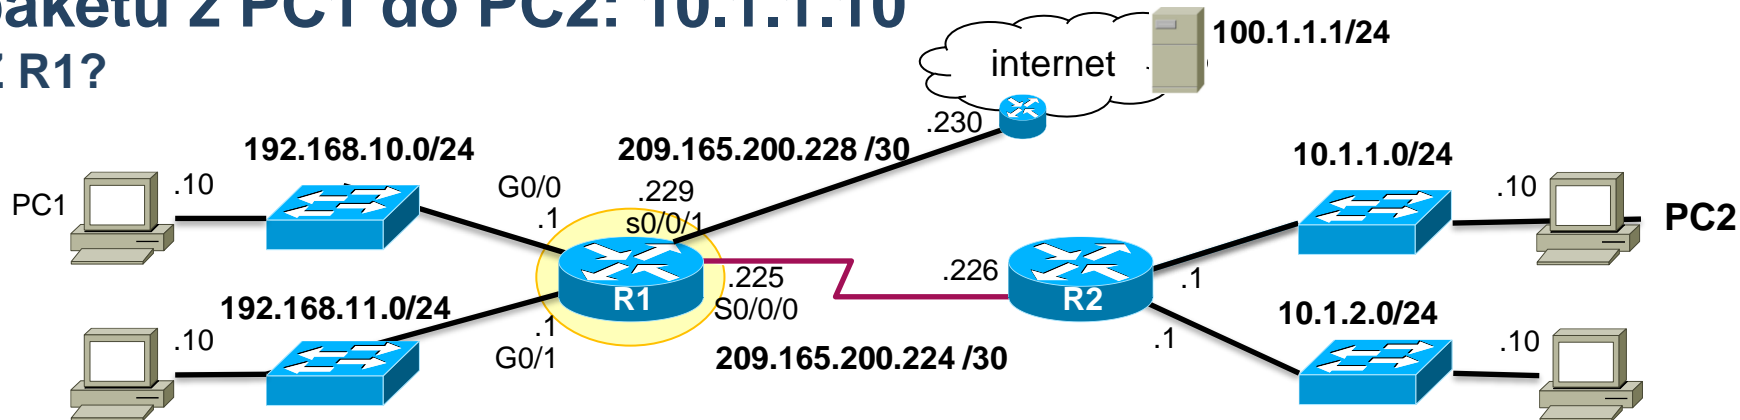 paketu z PC1 do PC2: 10.1.1.10
z R1?
100.1.1.1/24
internet
.230
192.168.10.0/24
209.165.200.228 /30
10.1.1.0/24
PC1
.10
G0/0
.1
.229
s0/0/1
.10
PC2
R1
.225
S0/0/0
.226
R2
.1
192.168.11.0/24
.10
.1
G0/1
209.165.200.224 /30
.1
10.1.2.0/24
.10